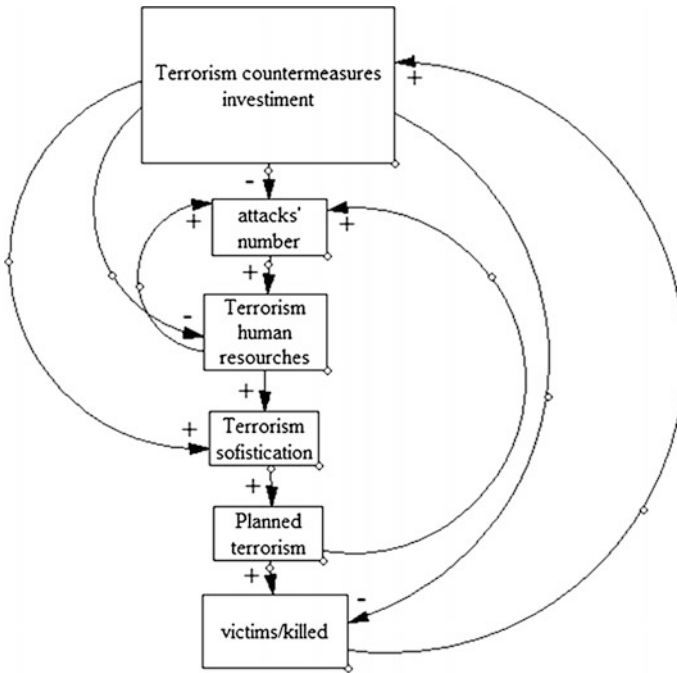 Terrorism countermeasures
investiment
+
-
attacks'
number
+
+
+
Terrorism
human
resourches
-
+
Terrorism
sofistication
+
+
Planned
terrorism
+
-
victims/killed